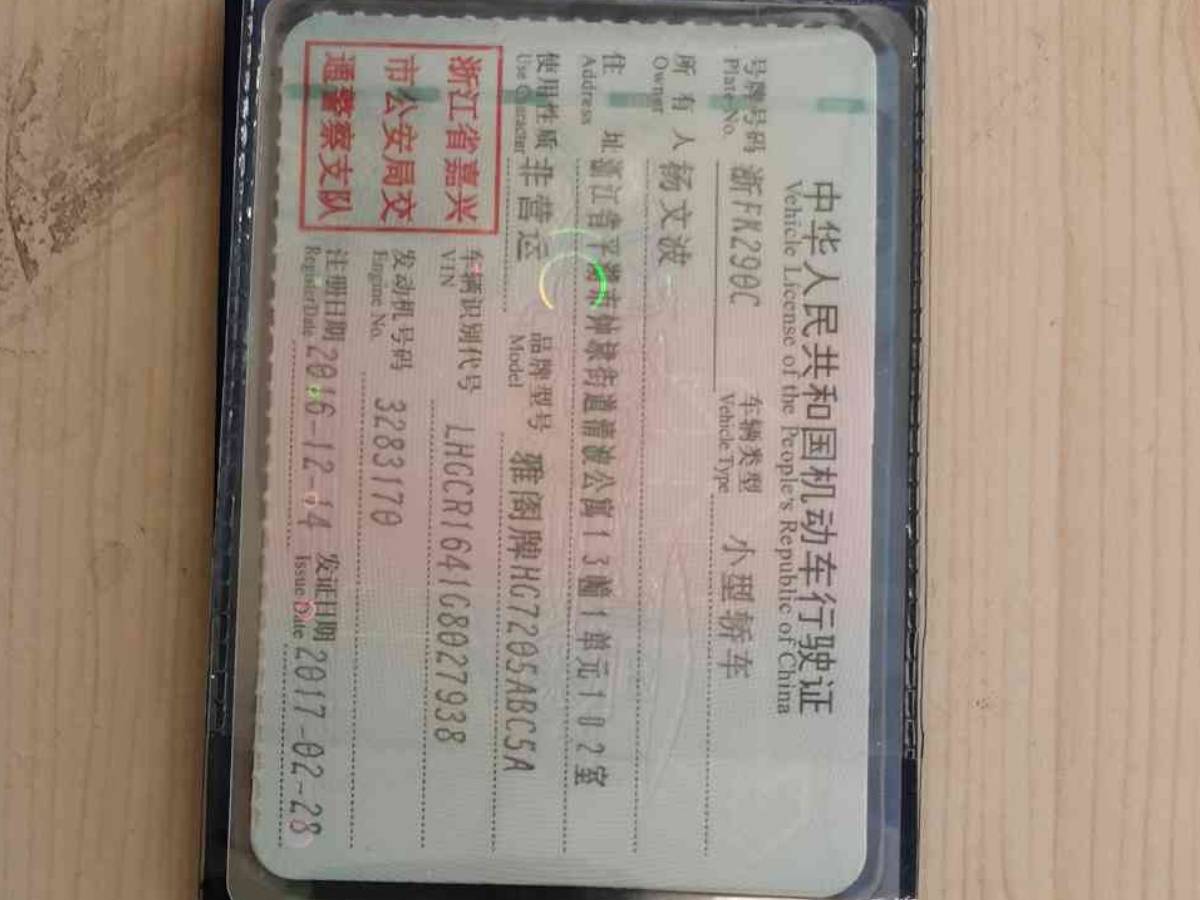 中华人民共和国机动车行驶证
Vehicle License of the People's Republic of China
号牌号码 浙FK290C 车辆类型 小型轿车
Plate No. Vehicle Type
所有人 杨文波
Owner
住址 浙江省平湖市钟埭街道清波公寓13幢1单元102室
Address
使用性质 非营运 品牌型号 雅阁牌HG7205ABC5A
Use Character Model
浙江省嘉兴
市公安局交
通警察支队
车辆识别代号 LHGCR1641G8027938
VIN
发动机号码 3283170
Engine No.
注册日期 2016-12-14 发证日期 2017-02-28
Register Date Issue Date